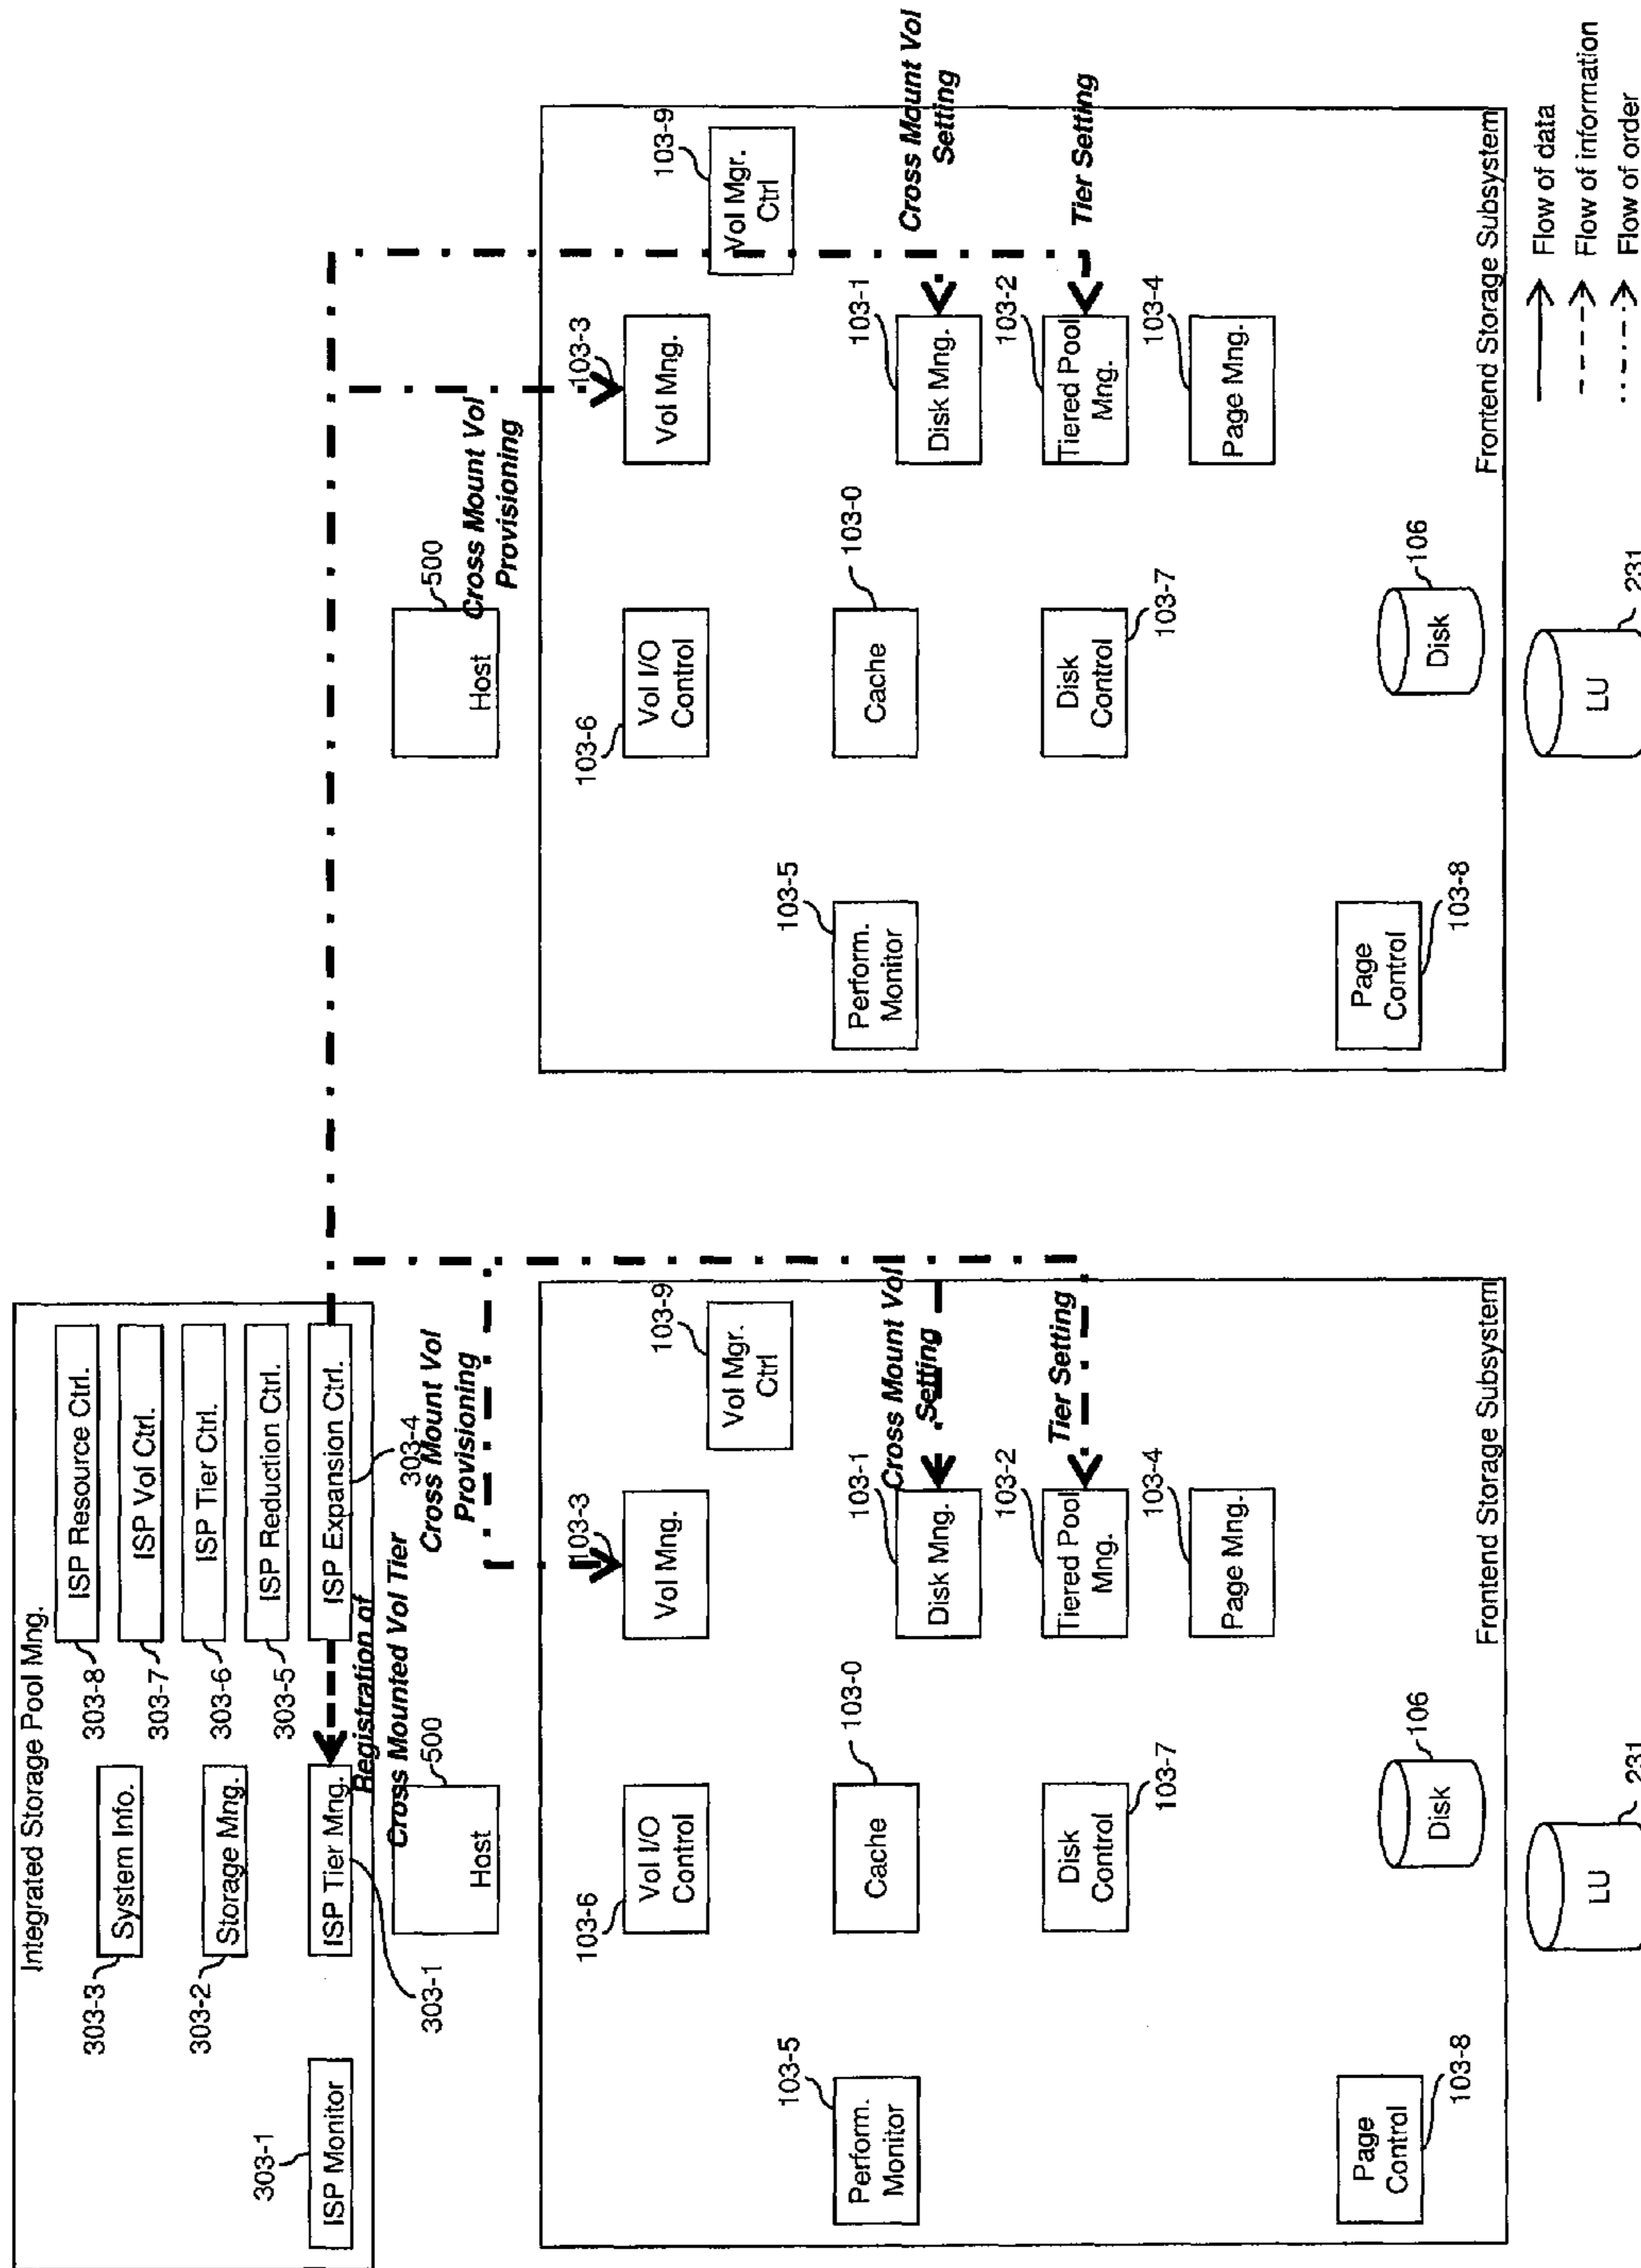 Integrated Storage Pool Mng.
303-1
ISP Monitor
303-3
System Info.
303-2
Storage Mng.
ISP Tier Mng.
303-1
303-8
ISP Resource Ctrl.
303-7
ISP Vol Ctrl.
303-6
ISP Tier Ctrl.
303-5
ISP Reduction Ctrl.
ISP Expansion Ctrl.
303-4
Registration of
Cross Mounted Vol Tier
Cross Mount Vol
Provisioning
500
Host
103-6
Vol I/O
Control
103-3
Vol Mng.
103-9
Vol Mgr.
Ctrl
103-5
Perform.
Monitor
103-0
Cache
103-1
Disk Mng.
Cross Mount Vol
Setting
Disk
Control
103-7
103-2
Tiered Pool
Mng.
Tier Setting
103-4
Page Mng.
Page
Control
103-8
106
Disk
Frontend Storage Subsystem
231
LU
Cross Mount Vol
Provisioning
500
Host
103-6
Vol I/O
Control
103-3
Vol Mng.
103-9
Vol Mgr.
Ctrl
103-5
Perform.
Monitor
103-0
Cache
103-1
Disk Mng.
Cross Mount Vol
Setting
Disk
Control
103-7
103-2
Tiered Pool
Mng.
Tier Setting
103-4
Page Mng.
Page
Control
103-8
106
Disk
Frontend Storage Subsystem
231
LU
Flow of data
Flow of information
Flow of order